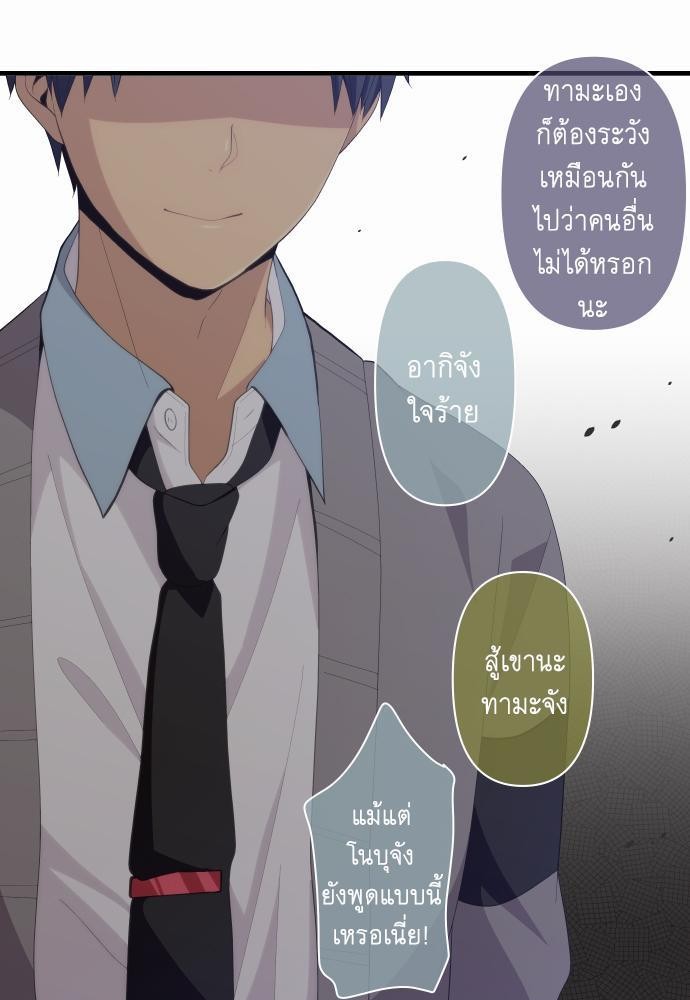 ทามะเอง
ก็ต้องระวัง
เหมือนกัน
ไปว่าคนอื่น
ไม่ได้หรอก
นะ
อากิจัง
ใจร้าย
สู้เขานะ
ทามะจัง
แม้แต่
โนบุจัง
ยังพูดแบบนี้
เหรอเนี่ย!